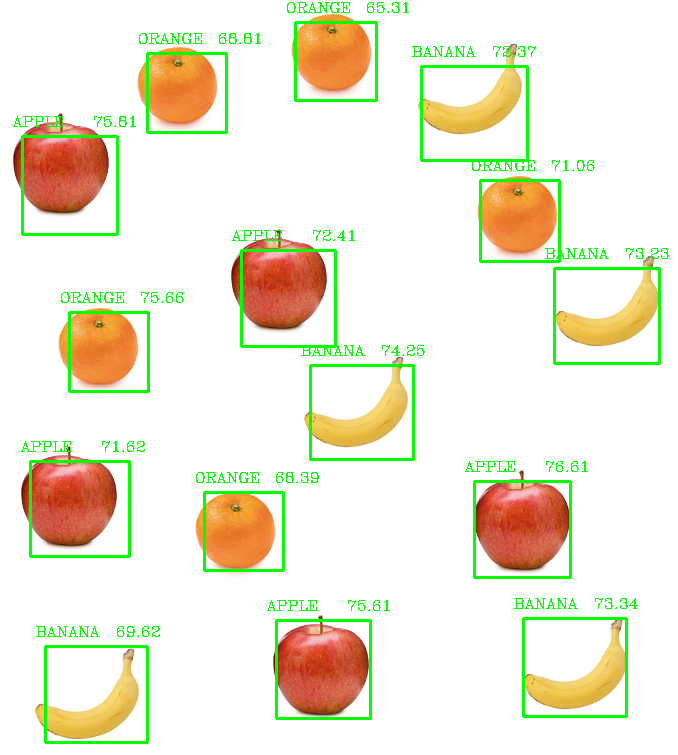 ORANGE 65.31
ORANGE 68.81
BANANA 72.37
APPLE 75.81
ORANGE 71.06
APPLE 72.41
BANANA 73.23
ORANGE 75.66
BANANA 74.25
APPLE 71.62
APPLE 76.61
ORANGE 68.39
BANANA 73.34
APPLE 75.61
BANANA 69.62